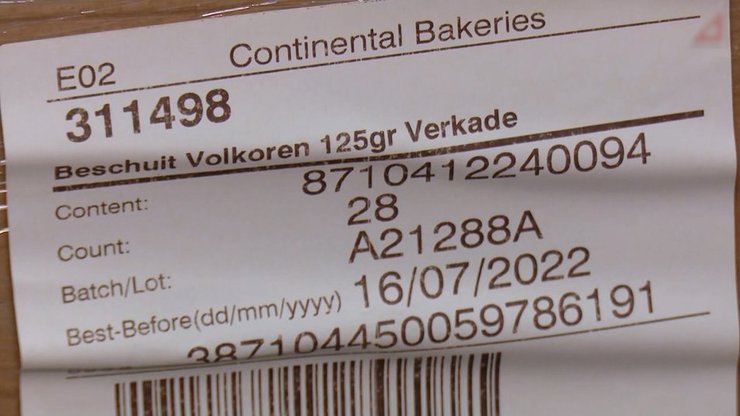 Continental Bakeries
E02
311498
Beschuit Volkoren 125gr Verkade
Content: 8710412240094
Count: 28
Batch/Lot: A21288A
Best-Before(dd/mm/yyyy) 16/07/2022
387104450059786191